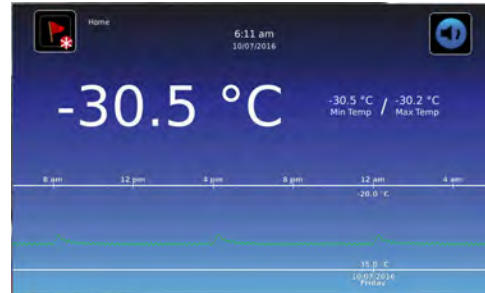 Home
6:11 am
10/07/2016
-30.5 °C
-30.5 °C / -30.2 °C
Min Temp Max Temp
8 am 12 pm 4 pm 8 pm 12 am 4 am
-20.0 °C
35.0 C
10/07/2016
Friday